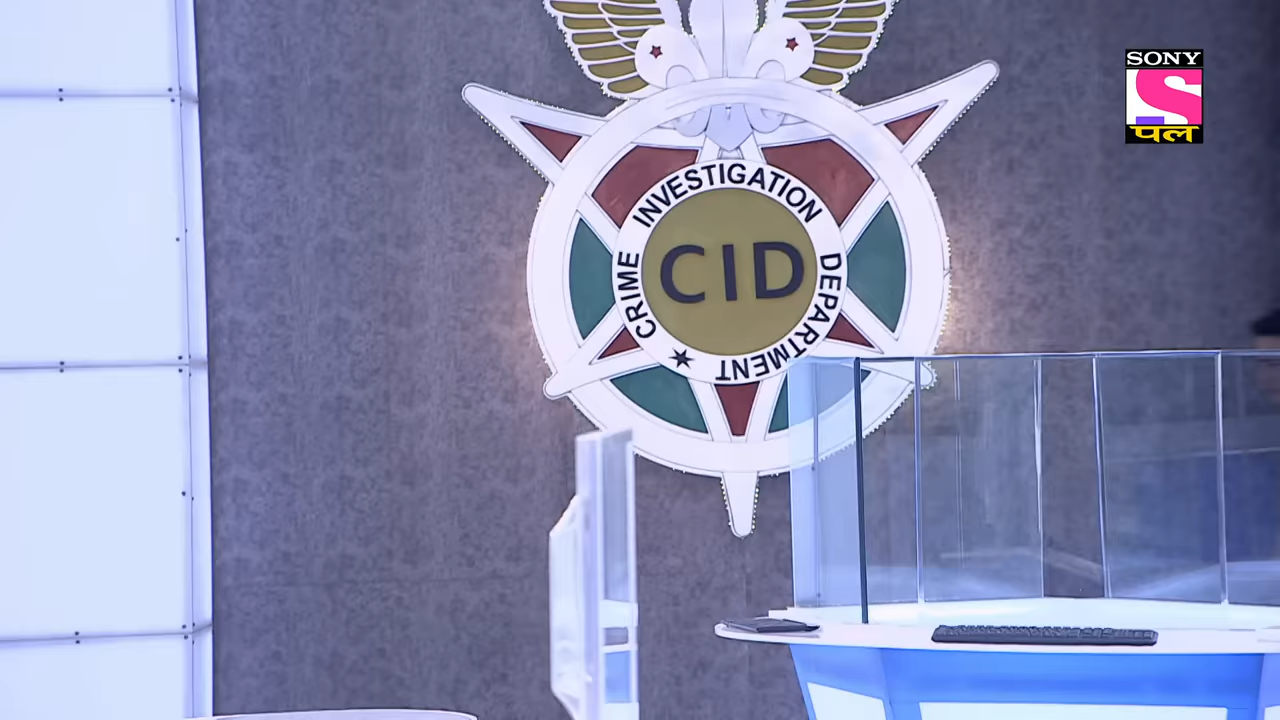 SONY
S
पल
CRIME INVESTIGATION DEPARTMENT
CID